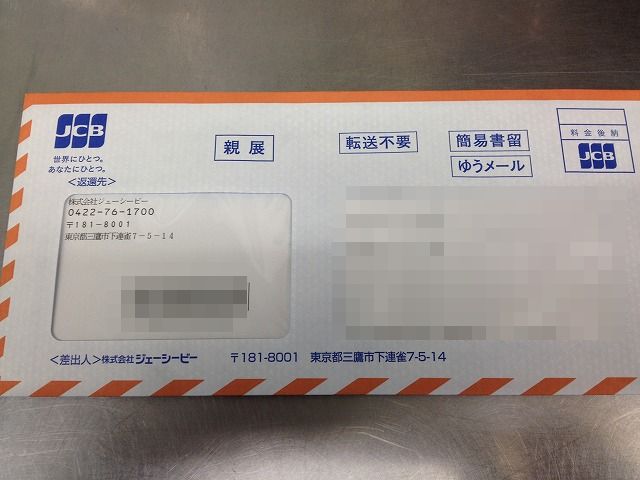 JCB
世界にひとつ。
あなたにひとつ。
親展
転送不要
簡易書留
ゆうメール
料金後納
JCB
<返還先>
株式会社ジェーシービー
0422-76-1700
〒181-8001
東京都三鷹市下連雀7-5-14
<差出人>株式会社ジェーシービー 〒181-8001 東京都三鷹市下連雀7-5-14